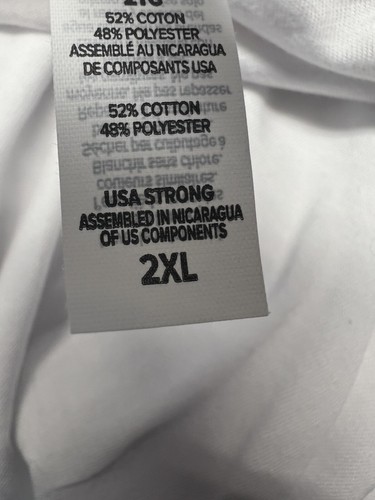 2TG
52% COTON
48% POLYESTER
ASSEMBLÉ AU NICARAGUA
DE COMPOSANTS USA
52% COTTON
48% POLYESTER
USA STRONG
ASSEMBLED IN NICARAGUA
OF US COMPONENTS
2XL